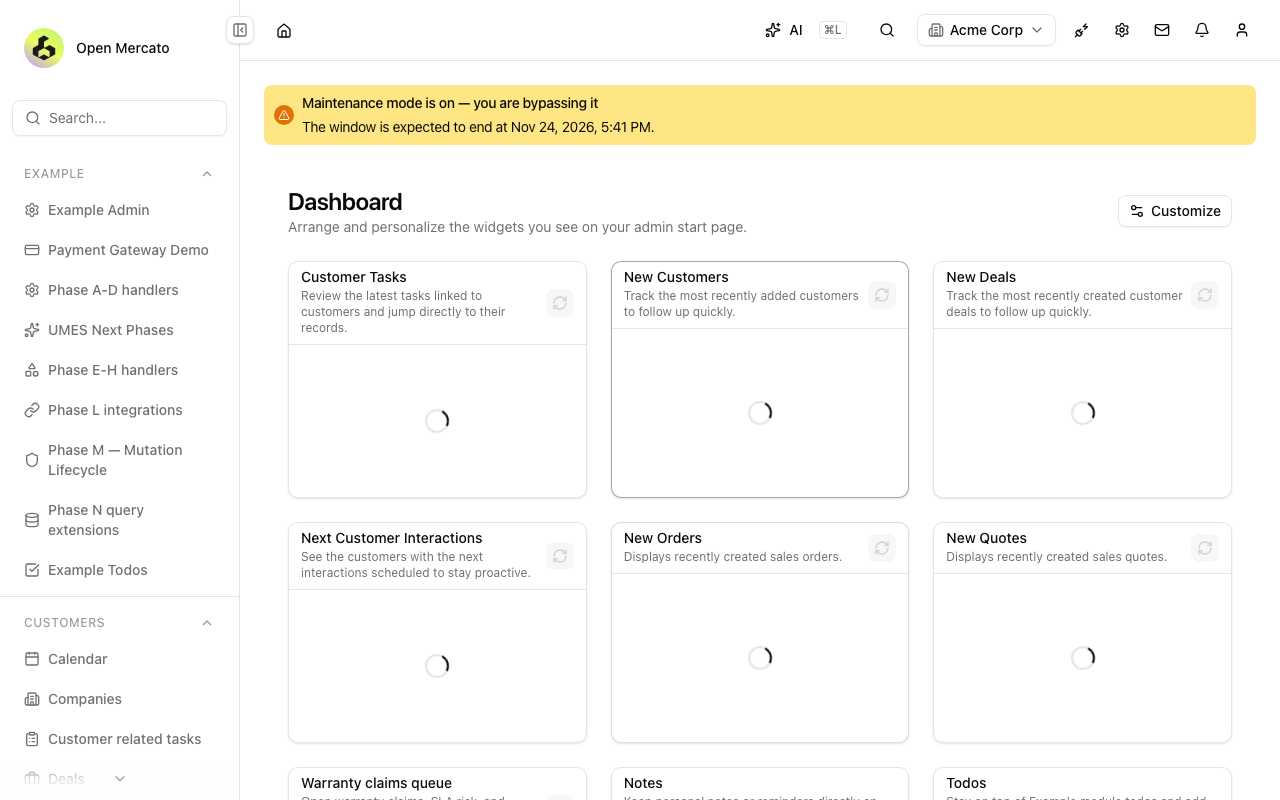 Open Mercato
AI ⌘L
Acme Corp
Search...
Maintenance mode is on — you are bypassing it
The window is expected to end at Nov 24, 2026, 5:41 PM.
EXAMPLE
Example Admin
Payment Gateway Demo
Phase A-D handlers
UMES Next Phases
Phase E-H handlers
Phase L integrations
Phase M — Mutation
Lifecycle
Phase N query
extensions
Example Todos
CUSTOMERS
Calendar
Companies
Customer related tasks
Deals
Dashboard
Arrange and personalize the widgets you see on your admin start page.
Customize
Customer Tasks
Review the latest tasks linked to
customers and jump directly to their
records.
New Customers
Track the most recently added customers
to follow up quickly.
New Deals
Track the most recently created customer
deals to follow up quickly.
Next Customer Interactions
See the customers with the next
interactions scheduled to stay proactive.
New Orders
Displays recently created sales orders.
New Quotes
Displays recently created sales quotes.
Warranty claims queue
Notes
Todos